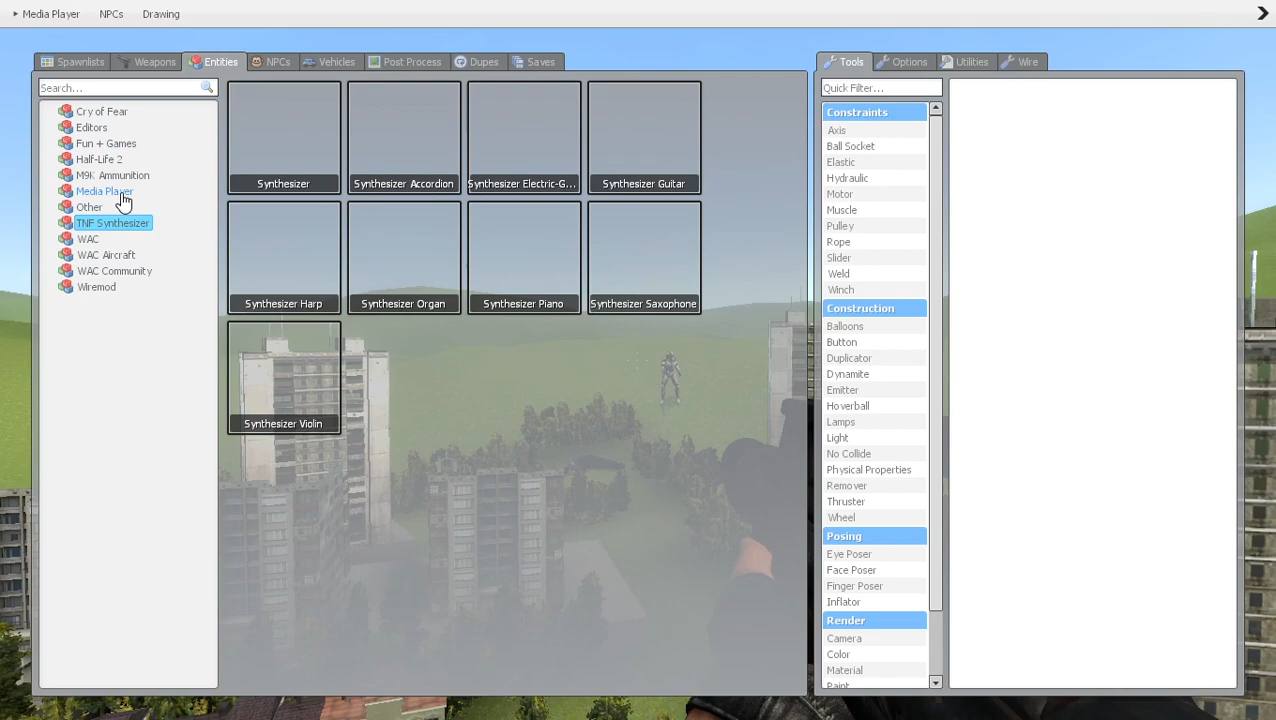 Media Player NPCs Drawing
Spawnlists Weapons Entities NPCs Vehicles Post Process Dupes Saves
Tools Options Utilities Wire
Search...
Cry of Fear
Editors
Fun + Games
Half-Life 2
M9K Ammunition
Media Player
Other
TNF Synthesizer
WAC
WAC Aircraft
WAC Community
Wiremod
Synthesizer Synthesizer Accordion Synthesizer Electric-G... Synthesizer Guitar
Synthesizer Harp Synthesizer Organ Synthesizer Piano Synthesizer Saxophone
Synthesizer Violin
Quick Filter...
Constraints
Axis
Ball Socket
Elastic
Hydraulic
Motor
Muscle
Pulley
Rope
Slider
Weld
Winch
Construction
Balloons
Button
Duplicator
Dynamite
Emitter
Hoverball
Lamps
Light
No Collide
Physical Properties
Remover
Thruster
Wheel
Posing
Eye Poser
Face Poser
Finger Poser
Inflator
Render
Camera
Color
Material
Paint